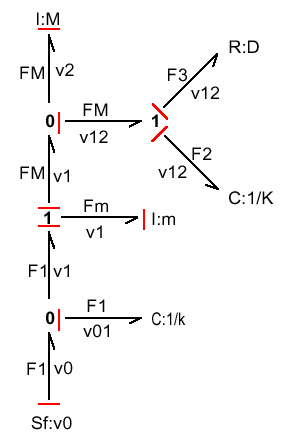 I:M
R:D
FM v2
F3
v12
0 FM 1
v12
F2
v12
FM v1
C:1/K
1 Fm I:m
v1
F1 v1
0 F1 C:1/k
v01
F1 v0
Sf:v0